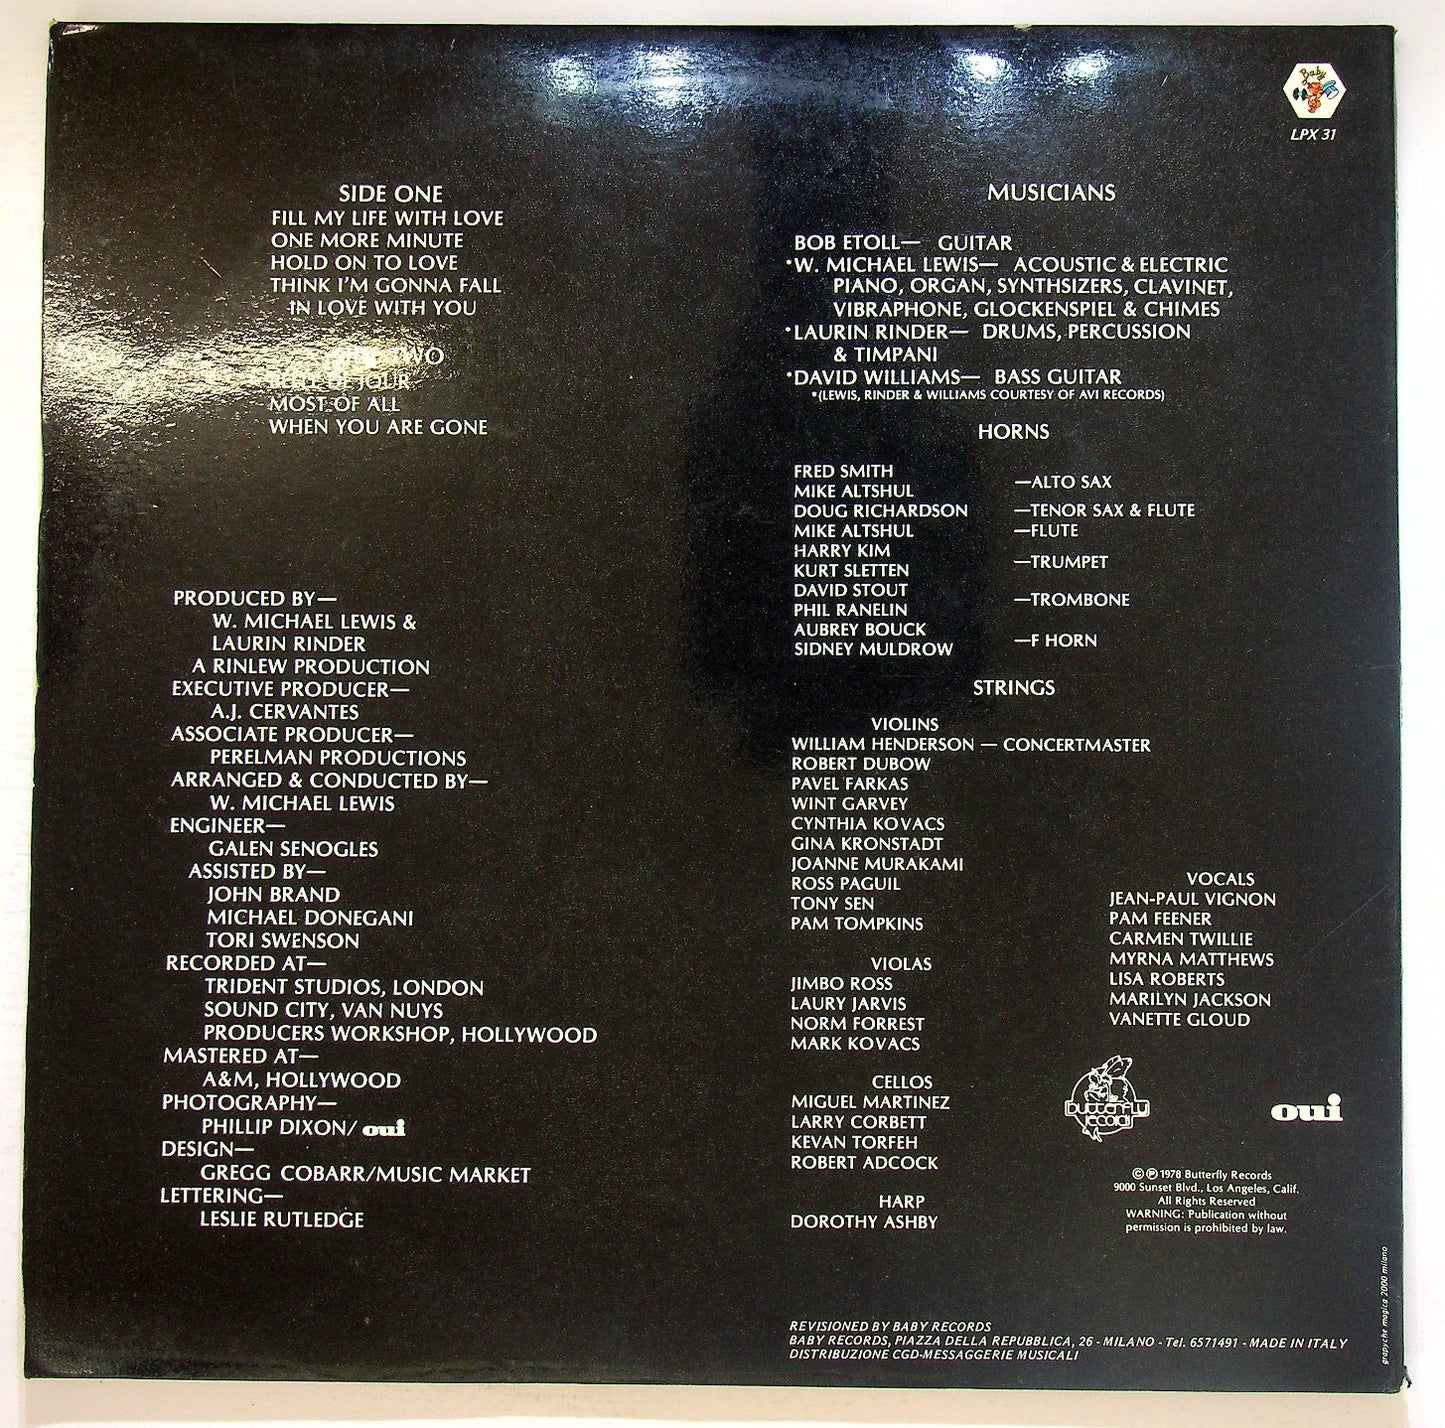 Baby
LPX 31
SIDE ONE
FILL MY LIFE WITH LOVE
ONE MORE MINUTE
HOLD ON TO LOVE
THINK I'M GONNA FALL
IN LOVE WITH YOU
SIDE TWO
BELLE DE JOUR
MOST OF ALL
WHEN YOU ARE GONE
PRODUCED BY—
W. MICHAEL LEWIS &
LAURIN RINDER
A RINLEW PRODUCTION
EXECUTIVE PRODUCER—
A.J. CERVANTES
ASSOCIATE PRODUCER—
PERELMAN PRODUCTIONS
ARRANGED & CONDUCTED BY—
W. MICHAEL LEWIS
ENGINEER—
GALEN SENOGLES
ASSISTED BY—
JOHN BRAND
MICHAEL DONEGANI
TORI SWENSON
RECORDED AT—
TRIDENT STUDIOS, LONDON
SOUND CITY, VAN NUYS
PRODUCERS WORKSHOP, HOLLYWOOD
MASTERED AT—
A&M, HOLLYWOOD
PHOTOGRAPHY—
PHILLIP DIXON/ oui
DESIGN—
GREGG COBARR/MUSIC MARKET
LETTERING—
LESLIE RUTLEDGE
MUSICIANS
BOB ETOLL— GUITAR
*W. MICHAEL LEWIS— ACOUSTIC & ELECTRIC
PIANO, ORGAN, SYNTHSIZERS, CLAVINET,
VIBRAPHONE, GLOCKENSPIEL & CHIMES
*LAURIN RINDER— DRUMS, PERCUSSION
& TIMPANI
*DAVID WILLIAMS— BASS GUITAR
*(LEWIS, RINDER & WILLIAMS COURTESY OF AVI RECORDS)
HORNS
FRED SMITH
MIKE ALTSHUL
—ALTO SAX
DOUG RICHARDSON —TENOR SAX & FLUTE
MIKE ALTSHUL —FLUTE
HARRY KIM
KURT SLETTEN
—TRUMPET
DAVID STOUT
PHIL RANELIN
—TROMBONE
AUBREY BOUCK
SIDNEY MULDROW
—F HORN
STRINGS
VIOLINS
WILLIAM HENDERSON — CONCERTMASTER
ROBERT DUBOW
PAVEL FARKAS
WINT GARVEY
CYNTHIA KOVACS
GINA KRONSTADT
JOANNE MURAKAMI
ROSS PAGUIL
TONY SEN
PAM TOMPKINS
VIOLAS
JIMBO ROSS
LAURY JARVIS
NORM FORREST
MARK KOVACS
CELLOS
MIGUEL MARTINEZ
LARRY CORBETT
KEVAN TORFEH
ROBERT ADCOCK
HARP
DOROTHY ASHBY
VOCALS
JEAN-PAUL VIGNON
PAM FEENER
CARMEN TWILLIE
MYRNA MATTHEWS
LISA ROBERTS
MARILYN JACKSON
VANETTE GLOUD
butterfly
records
oui
© ℗ 1978 Butterfly Records
9000 Sunset Blvd., Los Angeles, Calif.
All Rights Reserved
WARNING: Publication without
permission is prohibited by law.
REVISIONED BY BABY RECORDS
BABY RECORDS, PIAZZA DELLA REPUBBLICA, 26 - MILANO - Tel. 6571491 - MADE IN ITALY
DISTRIBUZIONE CGD-MESSAGGERIE MUSICALI
grapyche magica 2000 milano